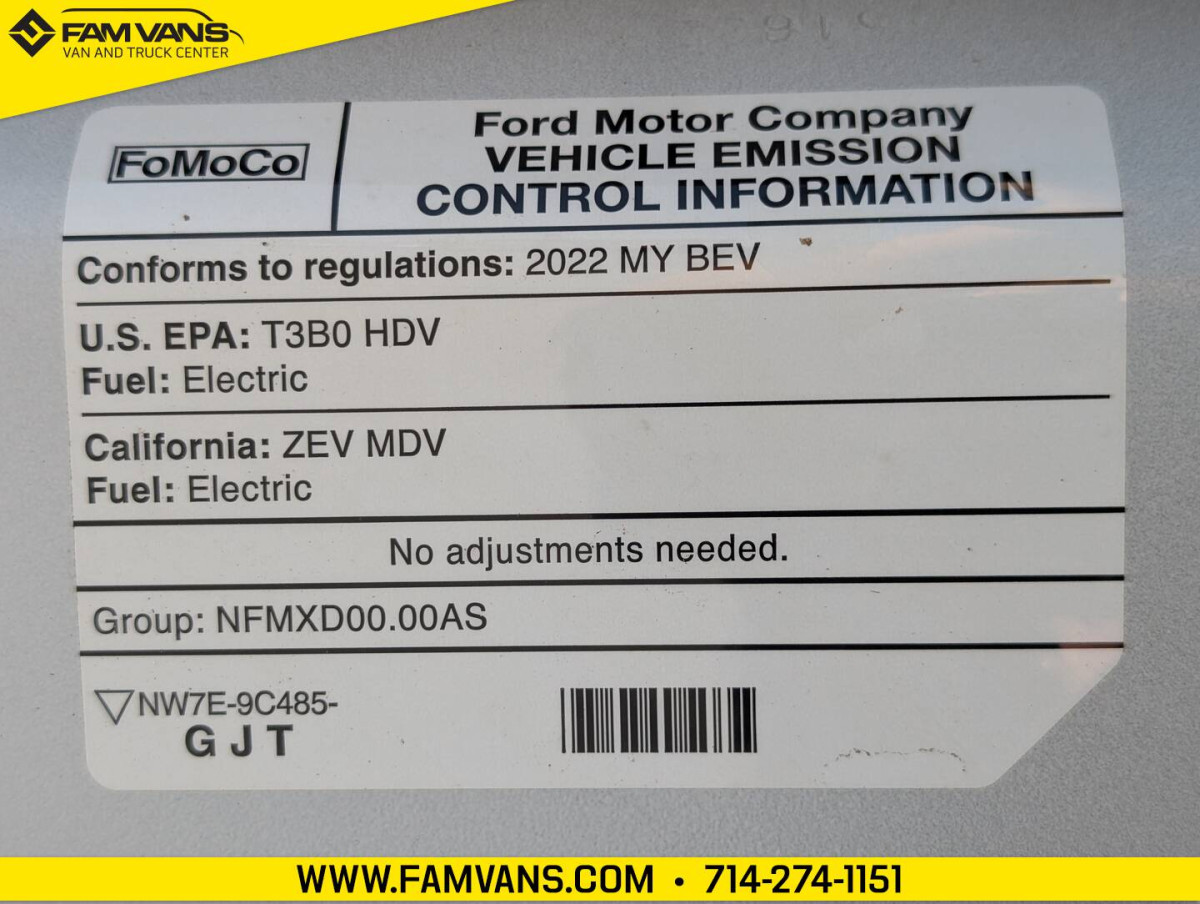 FAM VANS
VAN AND TRUCK CENTER
FoMoCo
Ford Motor Company
VEHICLE EMISSION
CONTROL INFORMATION
Conforms to regulations: 2022 MY BEV
U.S. EPA: T3B0 HDV
Fuel: Electric
California: ZEV MDV
Fuel: Electric
No adjustments needed.
Group: NFMXD00.00AS
NW7E-9C485-
G J T
WWW.FAMVANS.COM • 714-274-1151